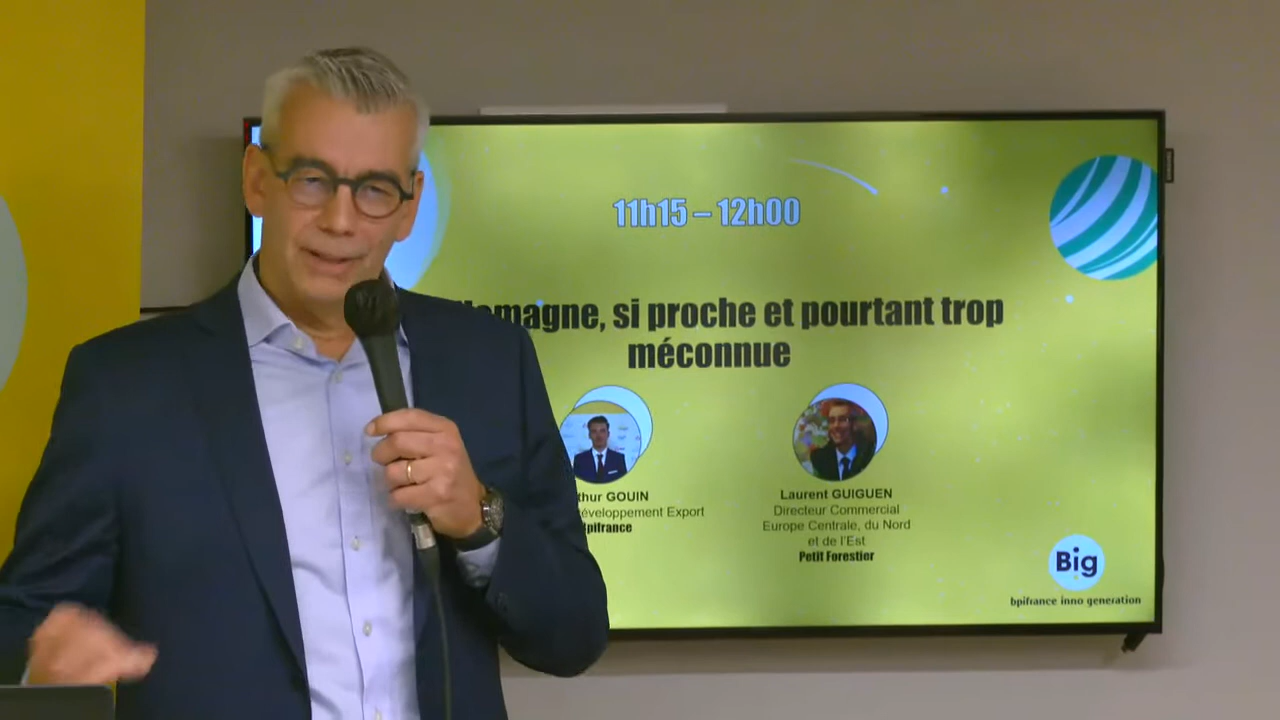 11h15 – 12h00
lemagne, si proche et pourtant trop
méconnue
thur GOUIN
éveloppement Export
bpifrance
Laurent GUIGUEN
Directeur Commercial
Europe Centrale, du Nord
et de l'Est
Petit Forestier
Big
bpifrance inno generation